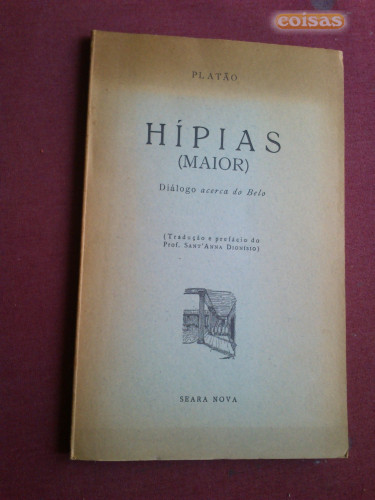 coisas
PLATÃO
HÍPIAS
(MAIOR)
Diálogo acerca do Belo
(Tradução e prefácio do
Prof. Sant'Anna Dionísio)
SEARA NOVA